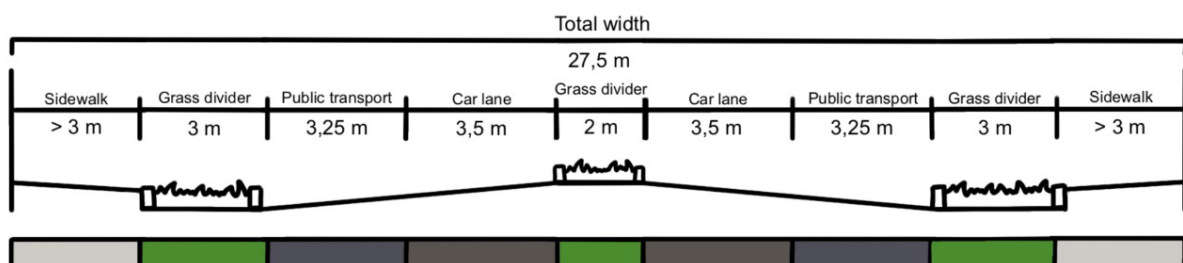 Total width
27,5 m
Sidewalk Grass divider Public transport Car lane Grass divider Car lane Public transport Grass divider Sidewalk
> 3 m 3 m 3,25 m 3,5 m 2 m 3,5 m 3,25 m 3 m > 3 m